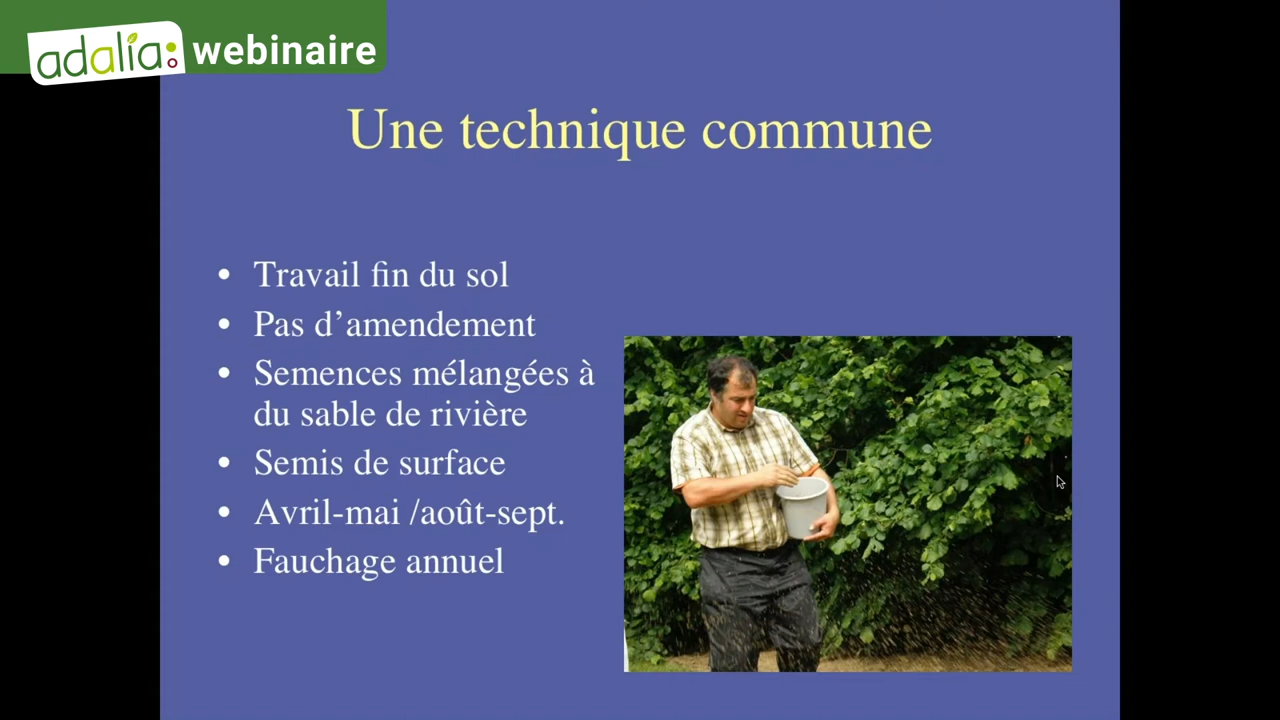 adalia: webinaire
Une technique commune
• Travail fin du sol
• Pas d’amendement
• Semences mélangées à
du sable de rivière
• Semis de surface
• Avril-mai /août-sept.
• Fauchage annuel